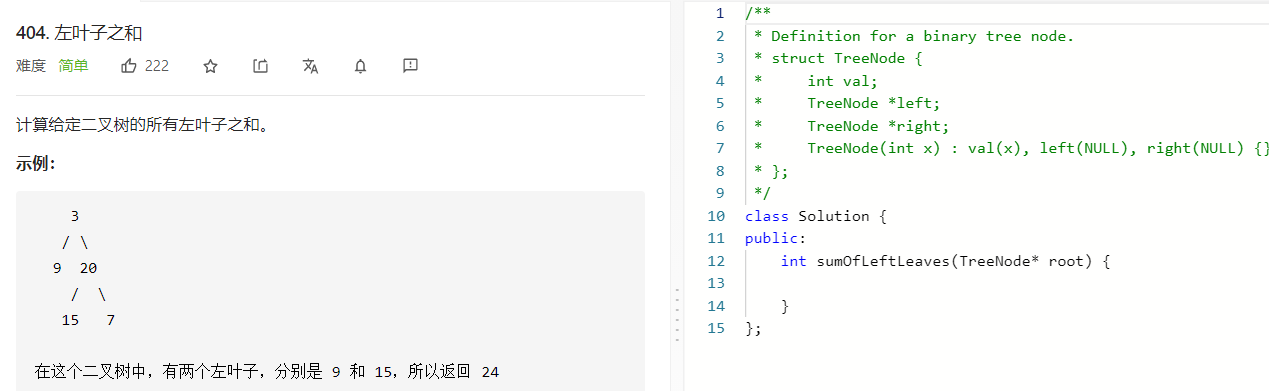 404. 左叶子之和
难度 简单 222
计算给定二叉树的所有左叶子之和。
示例：
3
/ \
9 20
/ \
15 7
在这个二叉树中，有两个左叶子，分别是 9 和 15，所以返回 24
1 /**
2 * Definition for a binary tree node.
3 * struct TreeNode {
4 * int val;
5 * TreeNode *left;
6 * TreeNode *right;
7 * TreeNode(int x) : val(x), left(NULL), right(NULL) {}
8 * };
9 */
10 class Solution {
11 public:
12 int sumOfLeftLeaves(TreeNode* root) {
13
14 }
15 };